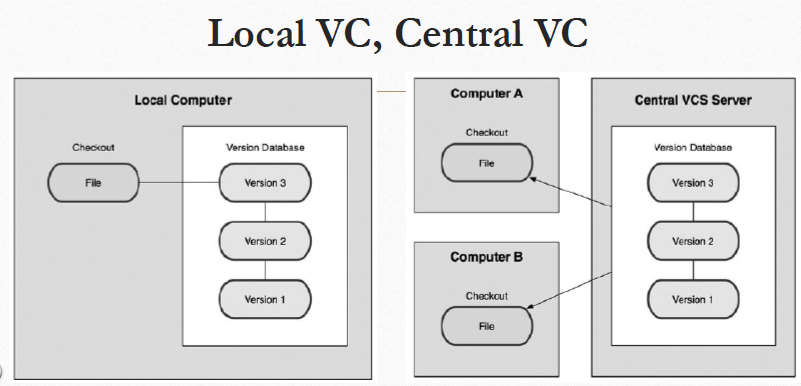 Local VC, Central VC
Local Computer
Checkout
File
Version Database
Version 3
Version 2
Version 1
Computer A
Checkout
File
Computer B
Checkout
File
Central VCS Server
Version Database
Version 3
Version 2
Version 1